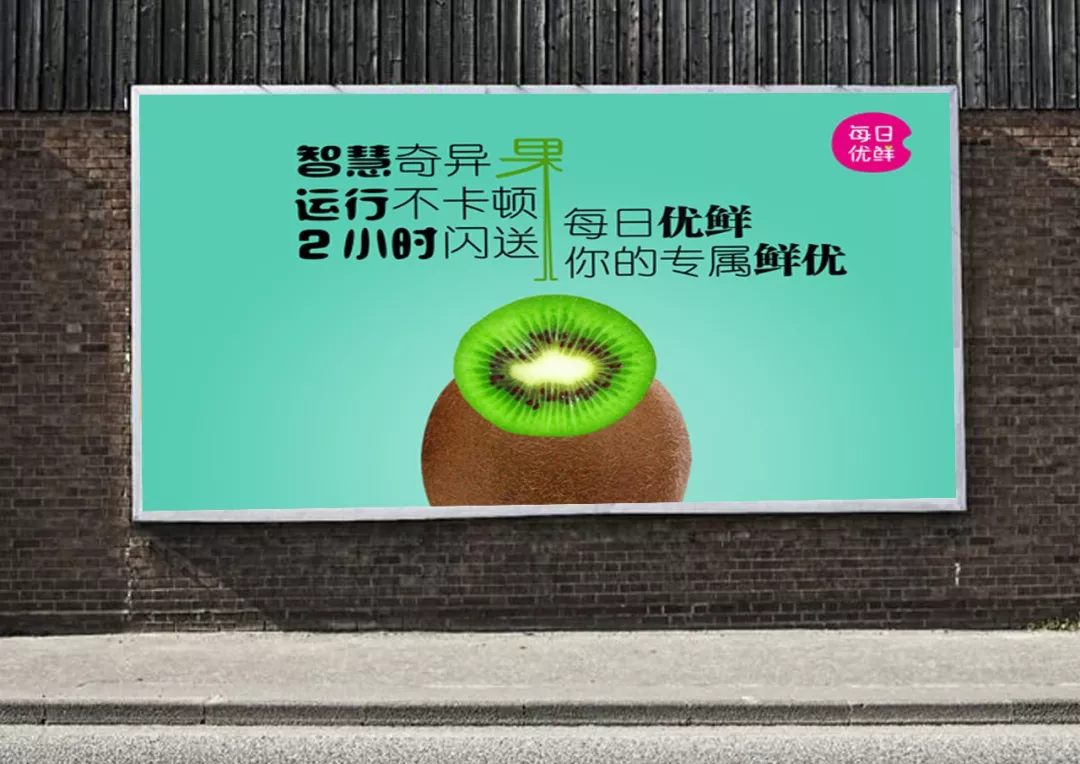 智慧奇异果
运行不卡顿
2小时闪送
每日优鲜
你的专属鲜优
每日
优鲜